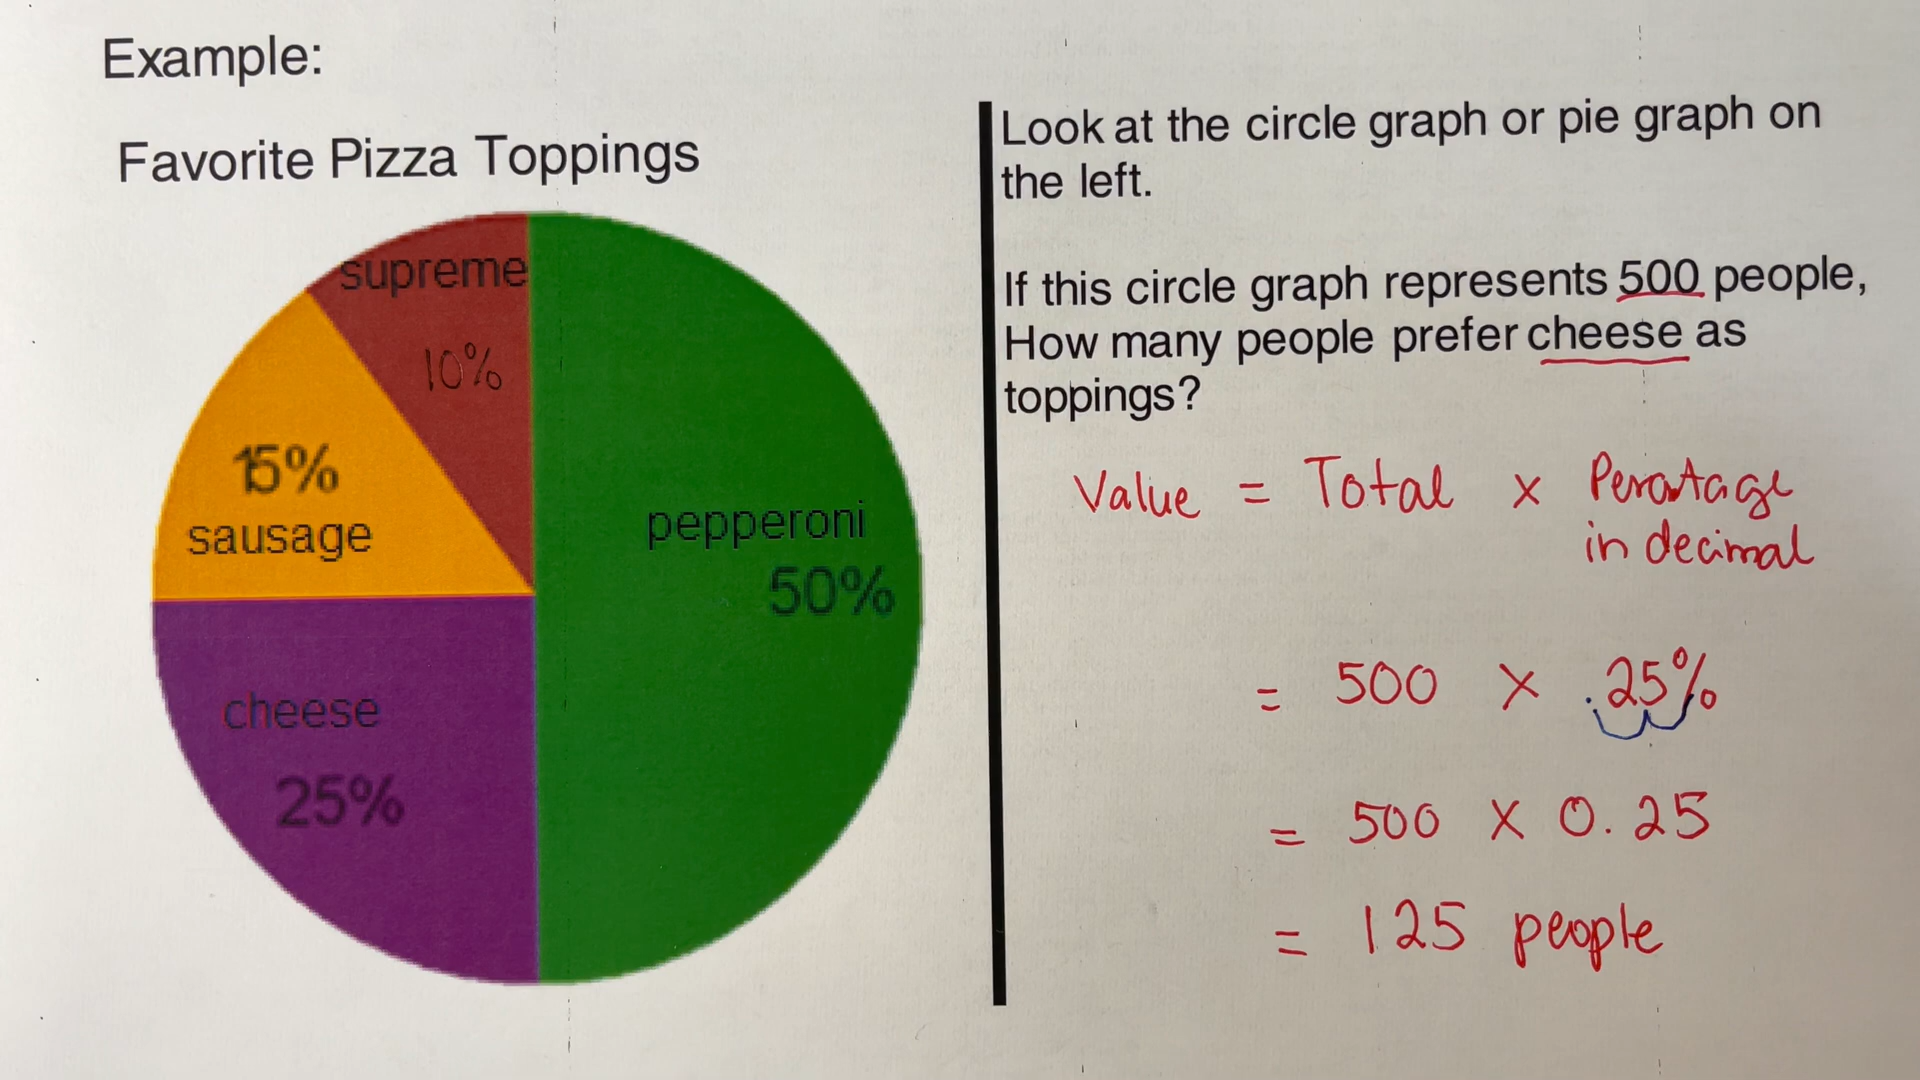 Example:
Favorite Pizza Toppings
supreme
10%
15%
sausage
pepperoni
50%
cheese
25%
Look at the circle graph or pie graph on
the left.
If this circle graph represents 500 people,
How many people prefer cheese as
toppings?
Value = Total x Percentage
in decimal
= 500 x .25%
= 500 x 0.25
= 125 people